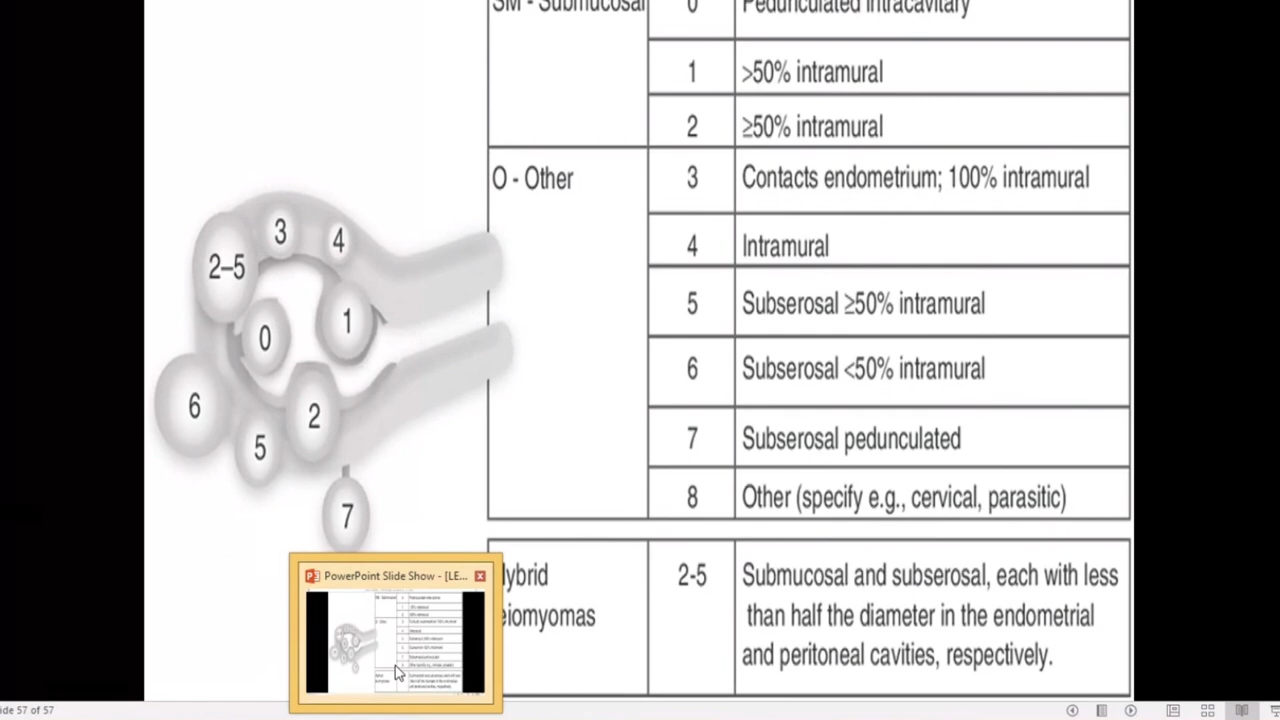 SM - Submucosal 0 Pedunculated intracavitary
1 >50% intramural
2 ≥50% intramural
O - Other 3 Contacts endometrium; 100% intramural
4 Intramural
5 Subserosal ≥50% intramural
6 Subserosal <50% intramural
7 Subserosal pedunculated
8 Other (specify e.g., cervical, parasitic)
3
4
2–5
0
1
6
2
5
7
PowerPoint Slide Show - [LE...
ybrid 2-5 Submucosal and subserosal, each with less
eiomyomas than half the diameter in the endometrial
and peritoneal cavities, respectively.
ide 57 of 57